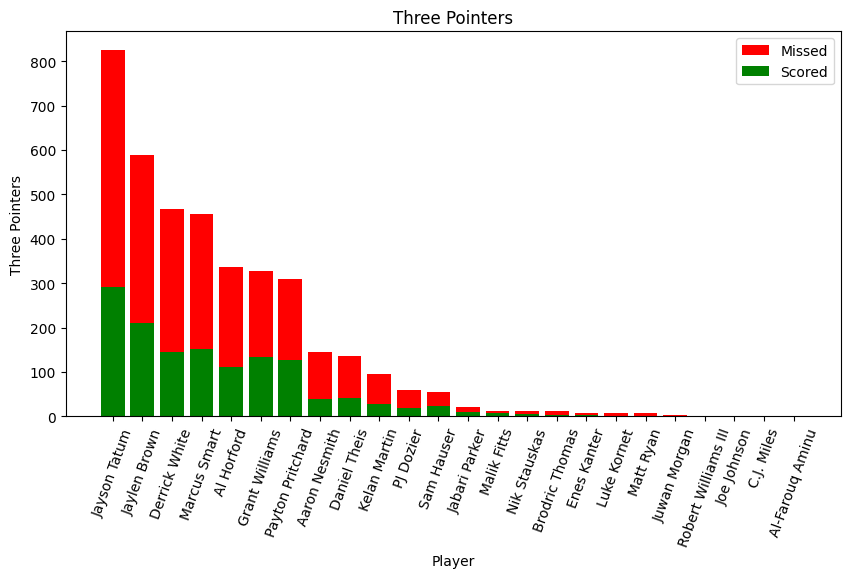 Three Pointers
Missed
Scored
Three Pointers
800
700
600
500
400
300
200
100
0
Jayson Tatum
Jaylen Brown
Derrick White
Marcus Smart
Al Horford
Grant Williams
Payton Pritchard
Aaron Nesmith
Daniel Theis
Kelan Martin
PJ Dozier
Sam Hauser
Jabari Parker
Malik Fitts
Nik Stauskas
Brodric Thomas
Enes Kanter
Luke Kornet
Matt Ryan
Juwan Morgan
Robert Williams III
Joe Johnson
C.J. Miles
Al-Farouq Aminu
Player